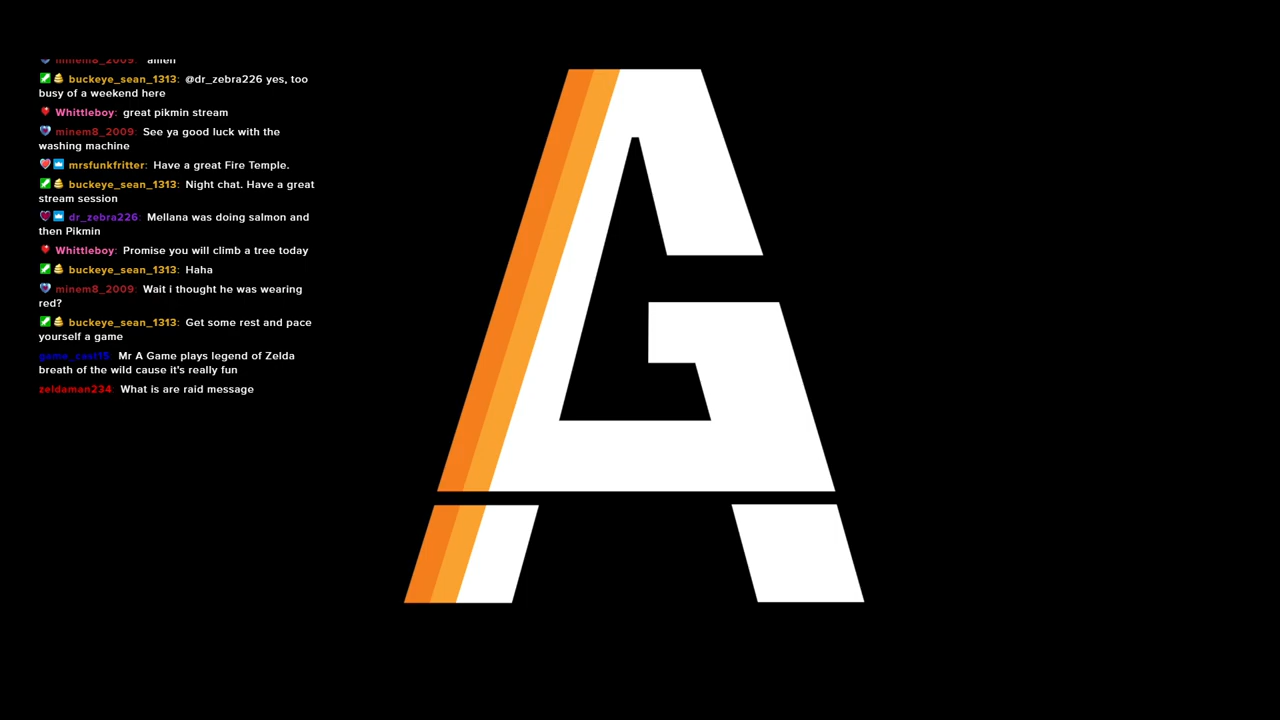 minem8_2009: amen
buckeye_sean_1313: @dr_zebra226 yes, too
busy of a weekend here
Whittleboy: great pikmin stream
minem8_2009: See ya good luck with the
washing machine
mrsfunkfritter: Have a great Fire Temple.
buckeye_sean_1313: Night chat. Have a great
stream session
dr_zebra226: Mellana was doing salmon and
then Pikmin
Whittleboy: Promise you will climb a tree today
buckeye_sean_1313: Haha
minem8_2009: Wait i thought he was wearing
red?
buckeye_sean_1313: Get some rest and pace
yourself a game
Mr A Game plays legend of Zelda
breath of the wild cause it's really fun
zeldaman234: What is are raid message